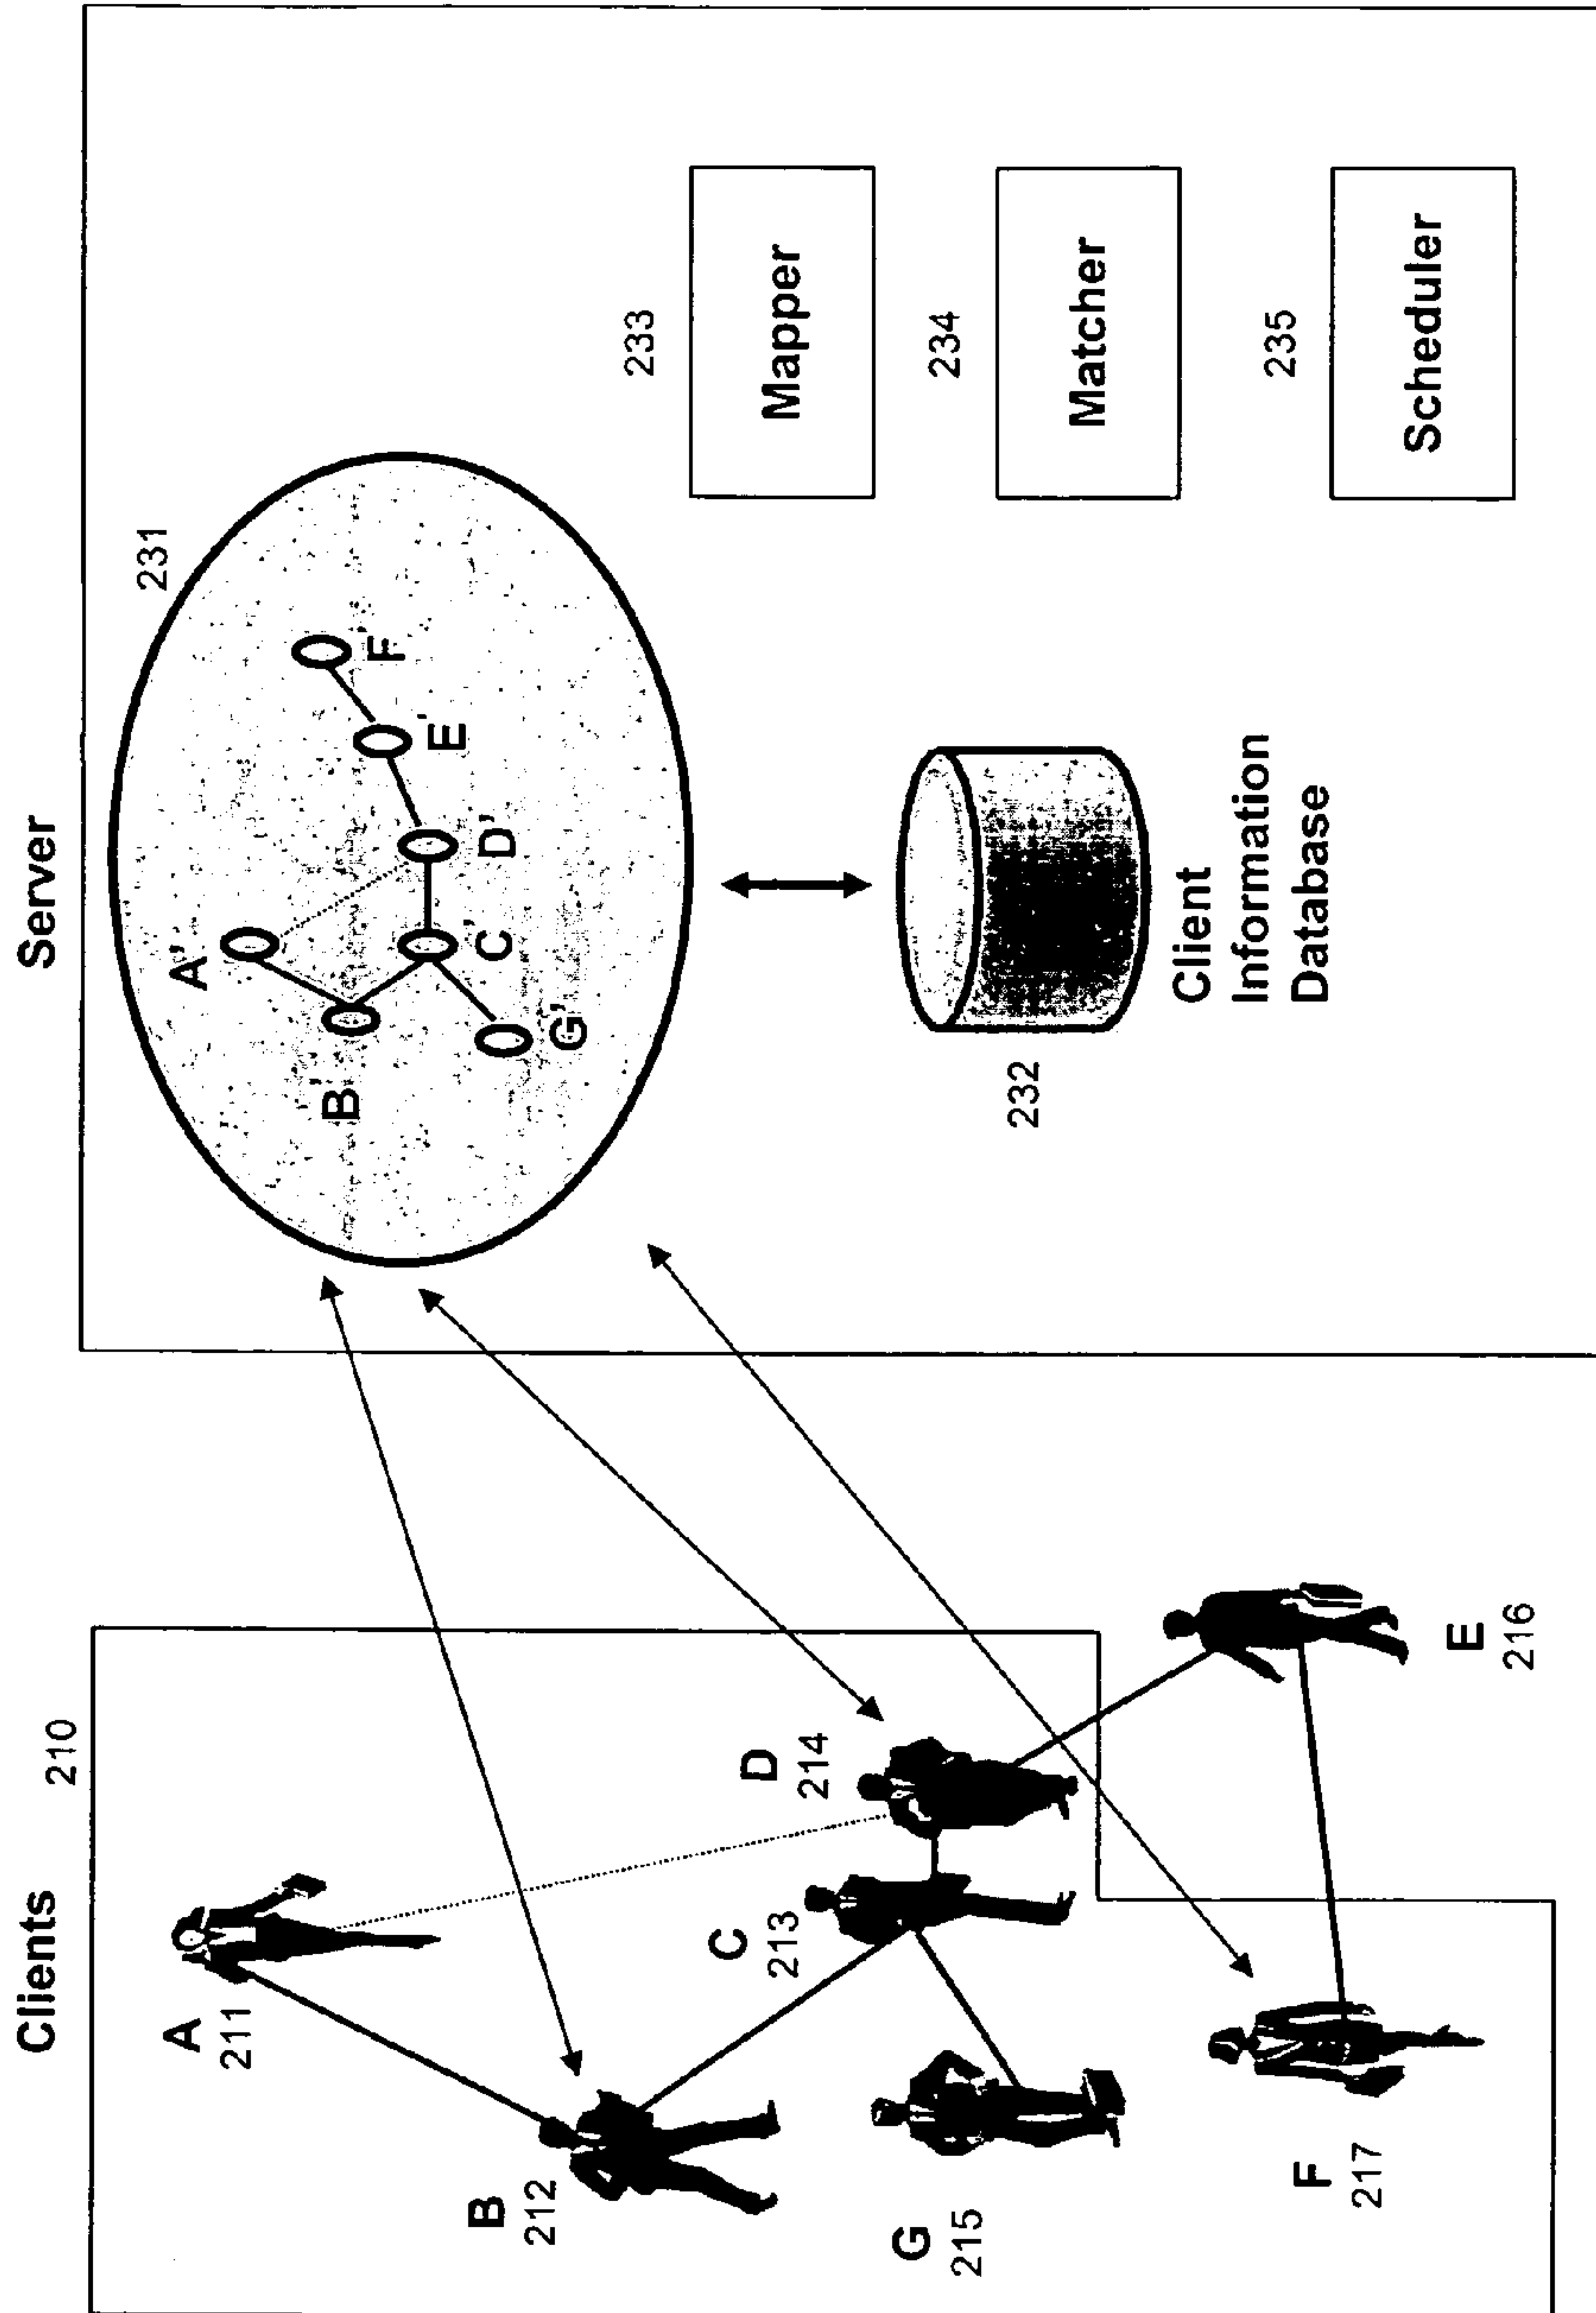 Clients
210
A
211
B
212
C
213
D
214
G
215
E
216
F
217
Server
231
A'
B'
C'
D'
E'
F'
G'
232
Client
Information
Database
233
Mapper
234
Matcher
235
Scheduler